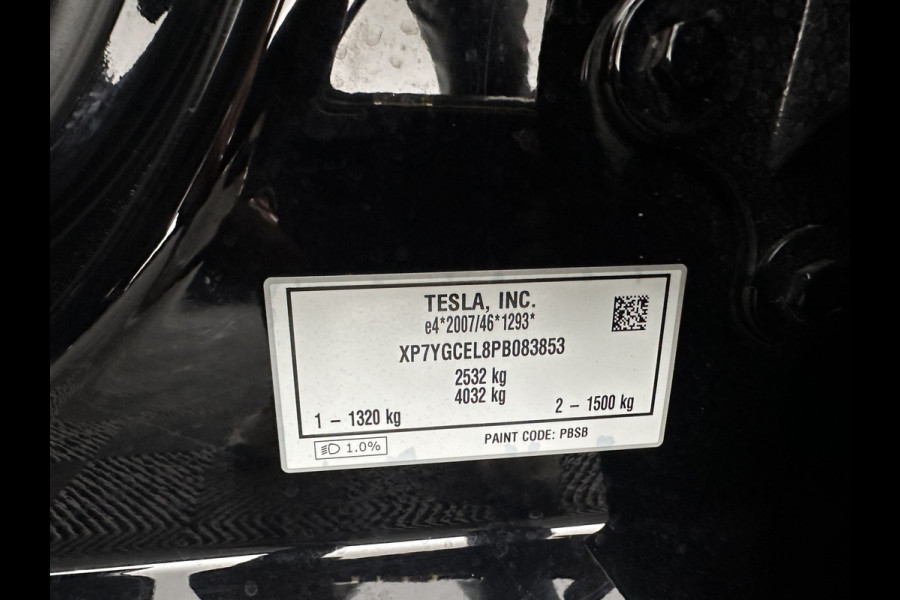 TESLA, INC.
e4*2007/46*1293*
XP7YGCEL8PB083853
2532 kg
4032 kg
1 – 1320 kg 2 – 1500 kg
1.0% PAINT CODE: PBSB